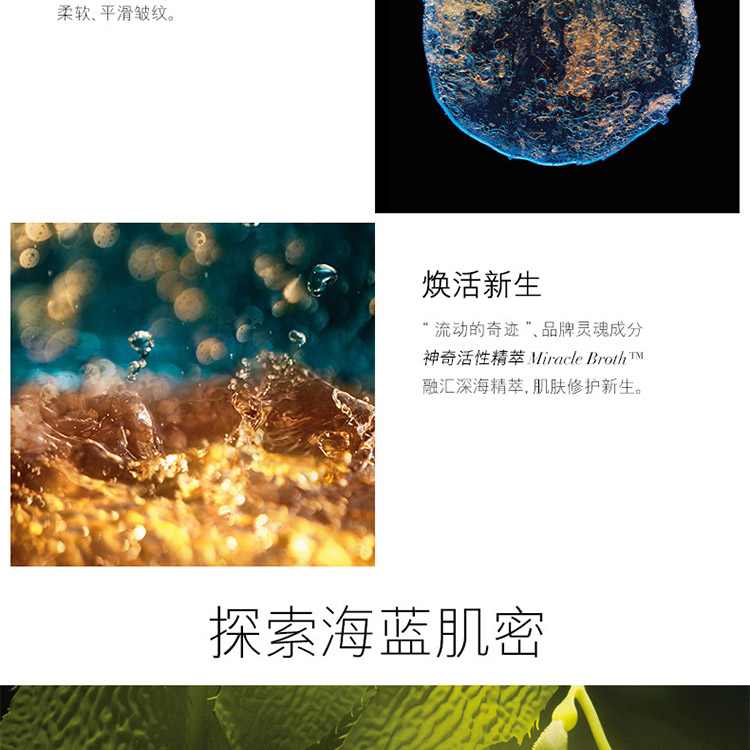 柔软、平滑皱纹。
焕活新生
“ 流动的奇迹 ”、品牌灵魂成分
神奇活性精萃 Miracle Broth™
融汇深海精萃，肌肤修护新生。
探索海蓝肌密